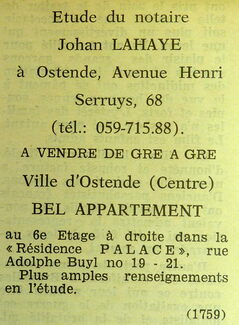 Etude du notaire
Johan LAHAYE
à Ostende, Avenue Henri
Serruys, 68
(tél.: 059-715.88).
A VENDRE DE GRE A GRE
Ville d'Ostende (Centre)
BEL APPARTEMENT
au 6e Etage à droite dans la
« Résidence PALACE», rue
Adolphe Buyl no 19 - 21.
Plus amples renseignements
en l'étude.
(1759)